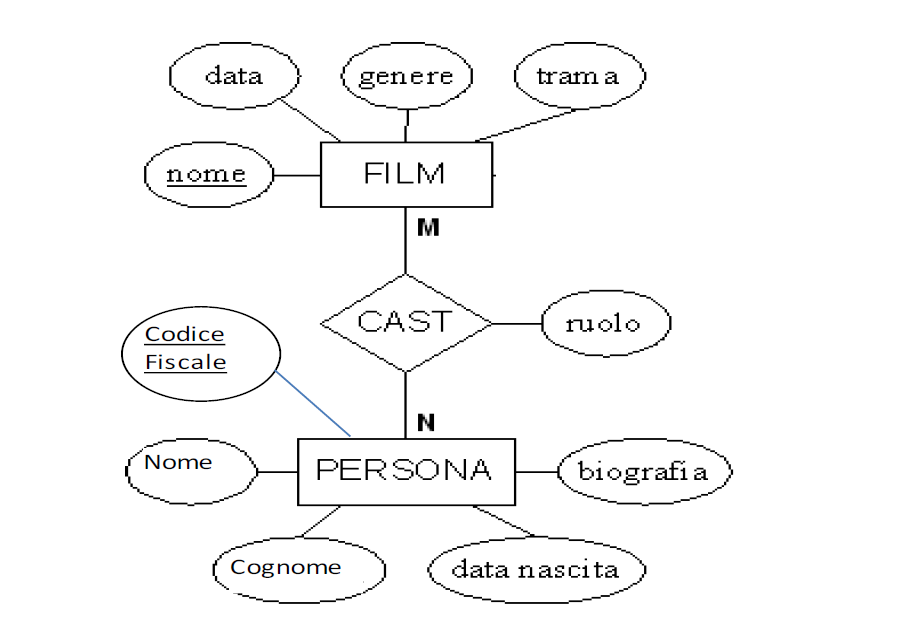 data
genere
trama
nome
FILM
M
CAST
ruolo
Codice
Fiscale
N
Nome
PERSONA
biografia
Cognome
data nascita